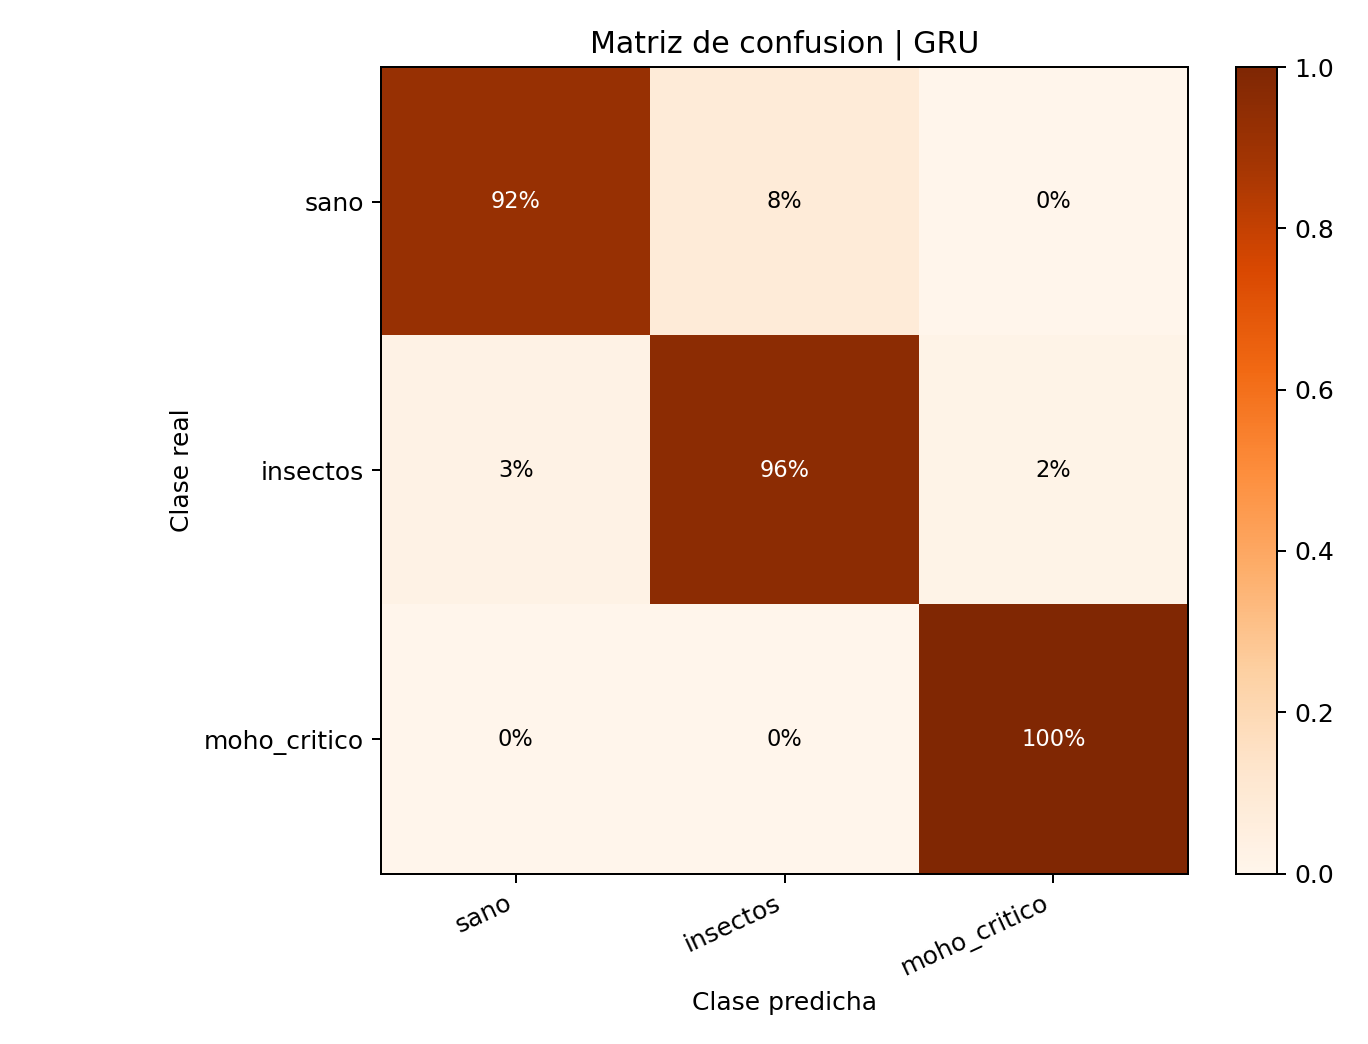 Matriz de confusion | GRU
1.0
0.8
0.6
0.4
0.2
0.0
Clase real
sano
92%
8%
0%
insectos
3%
96%
2%
moho_critico
0%
0%
100%
sano
insectos
moho_critico
Clase predicha